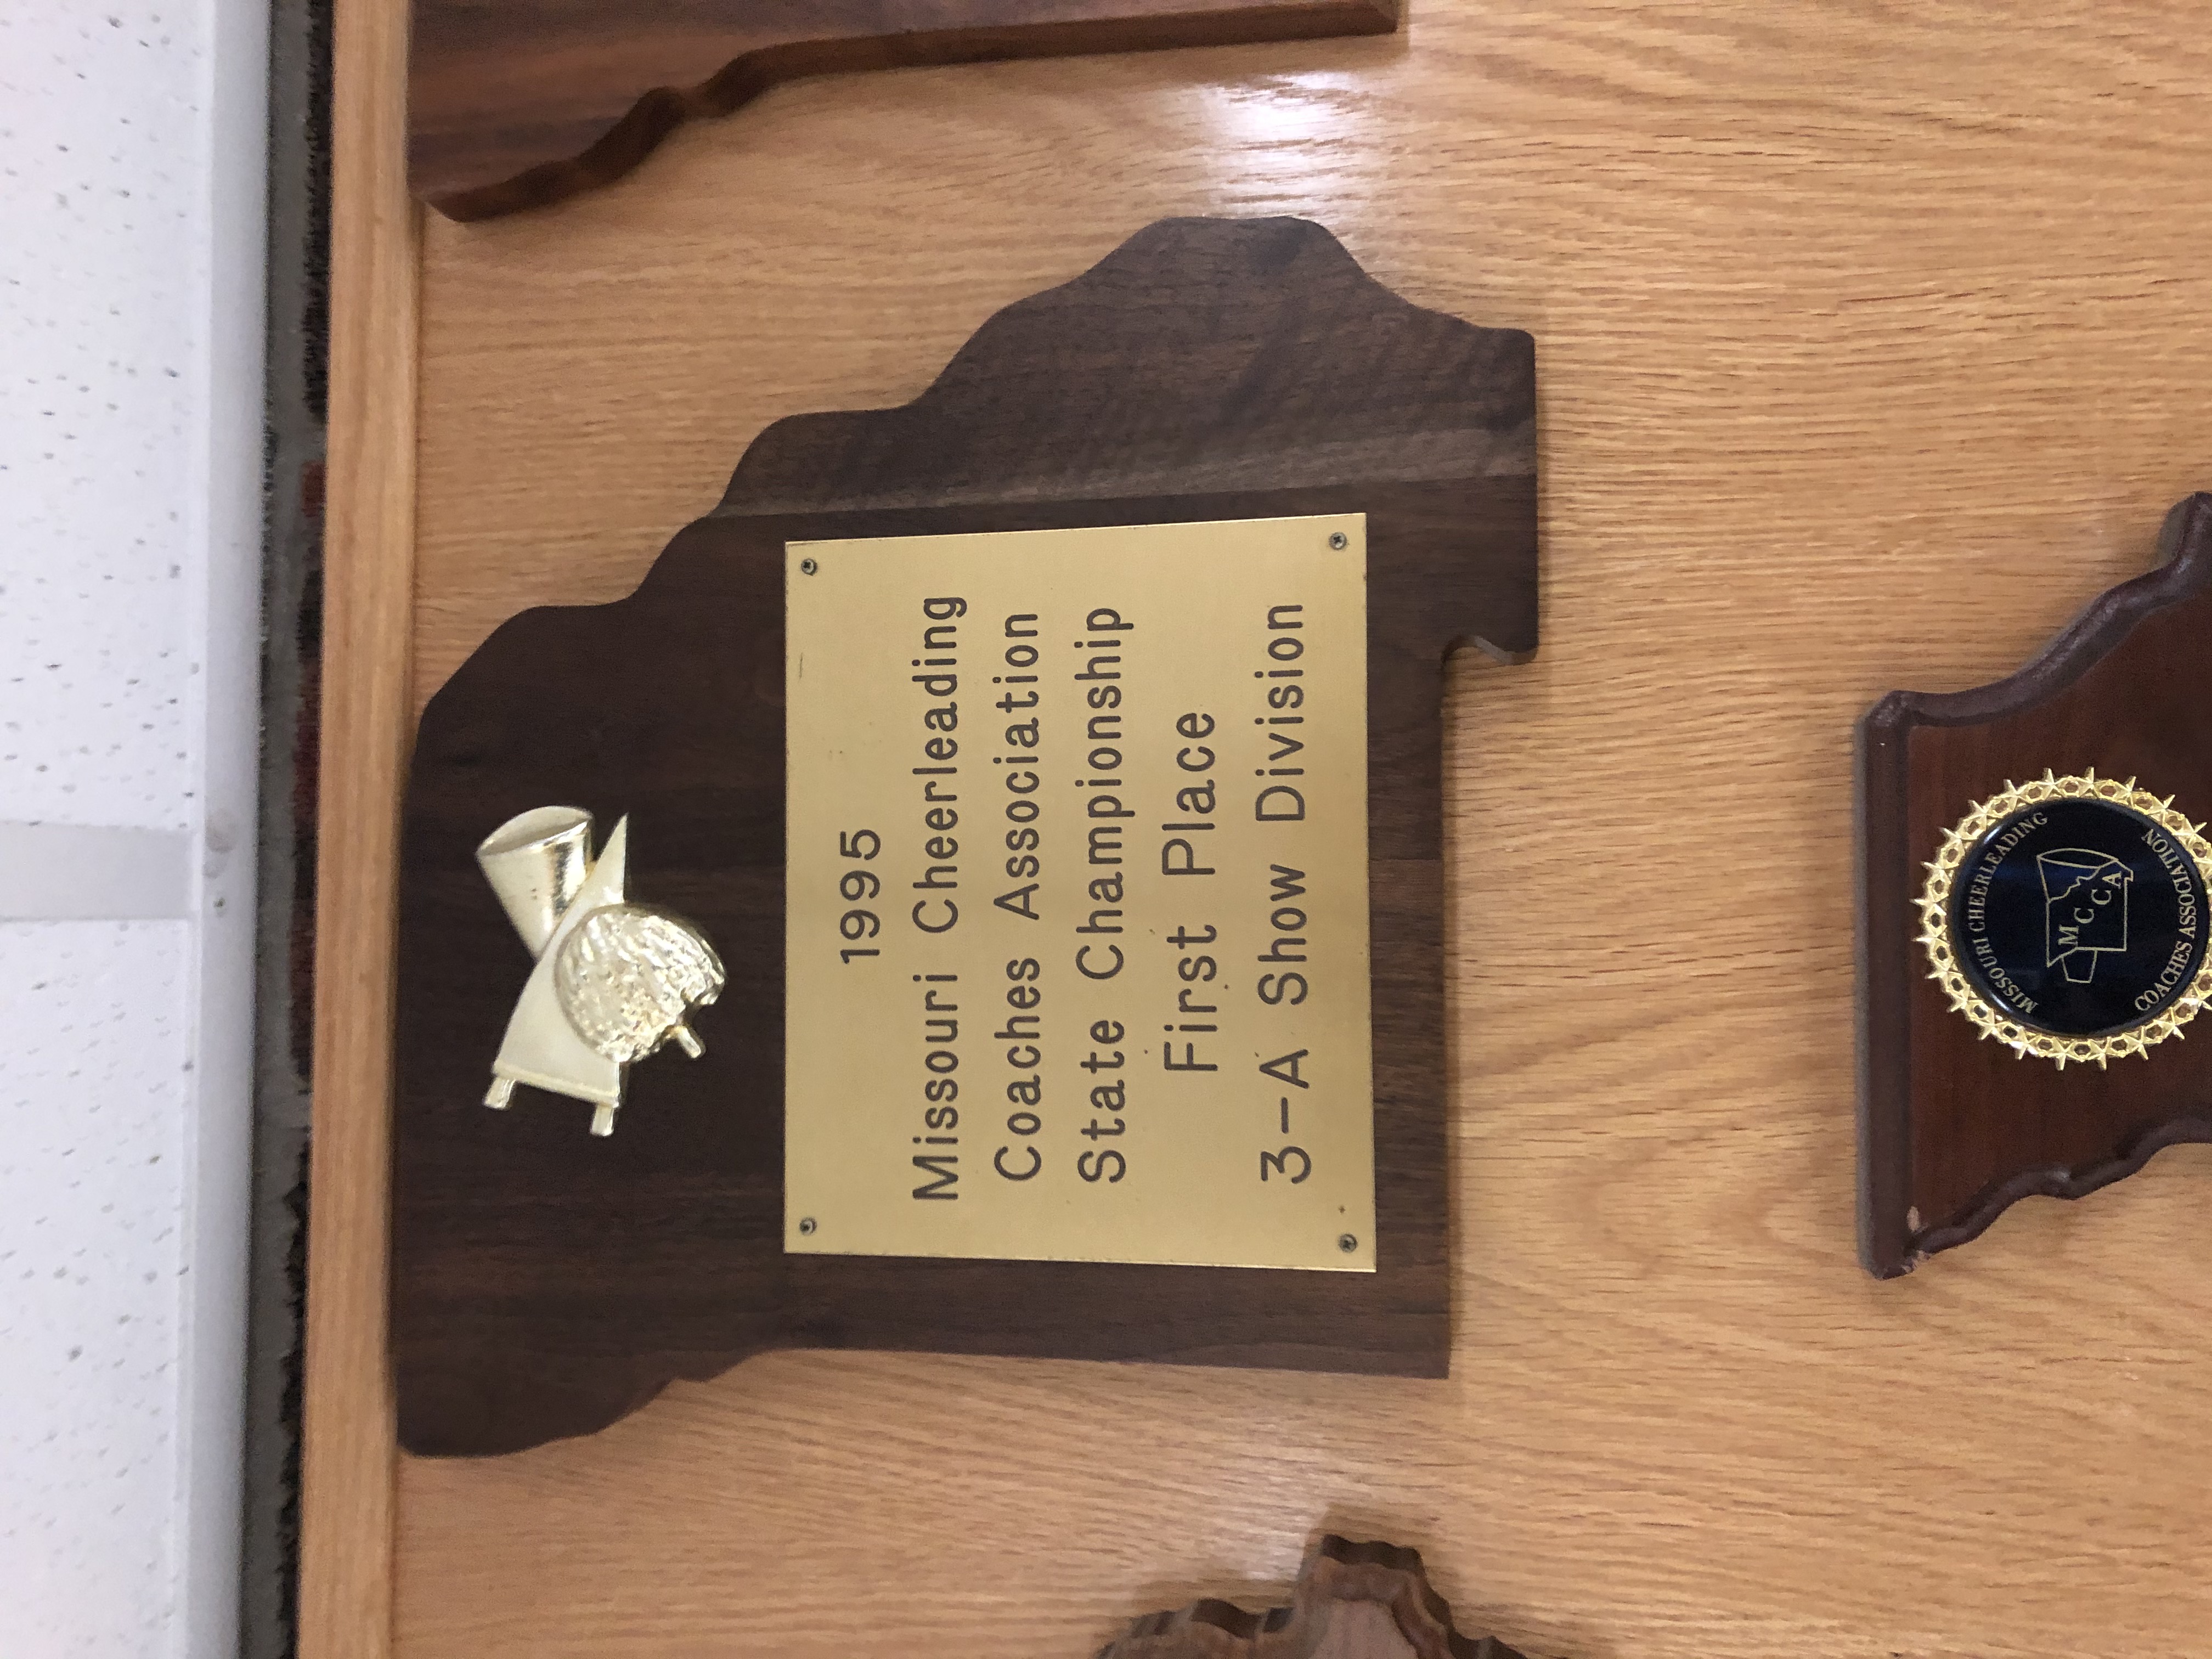 1995
Missouri Cheerleading
Coaches Association
State Championship
First Place
3-A Show Division
MISSOURI CHEERLEADING
MCCA
COACHES ASSOCIATION